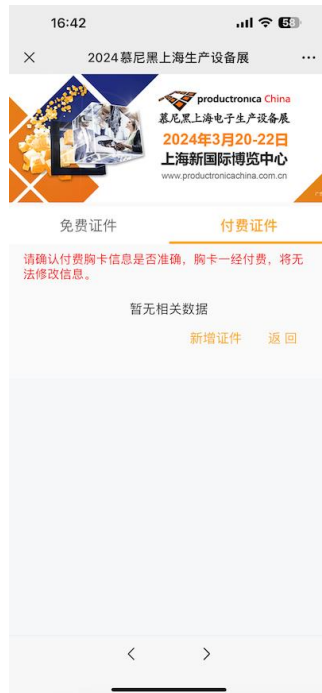 16:42
58
2024慕尼黑上海生产设备展
productronica China
慕尼黑上海电子生产设备展
2024年3月20-22日
上海新国际博览中心
www.productronicachina.com.cn
免费证件
付费证件
请确认付费胸卡信息是否准确，胸卡一经付费，将无
法修改信息。
暂无相关数据
新增证件
返回